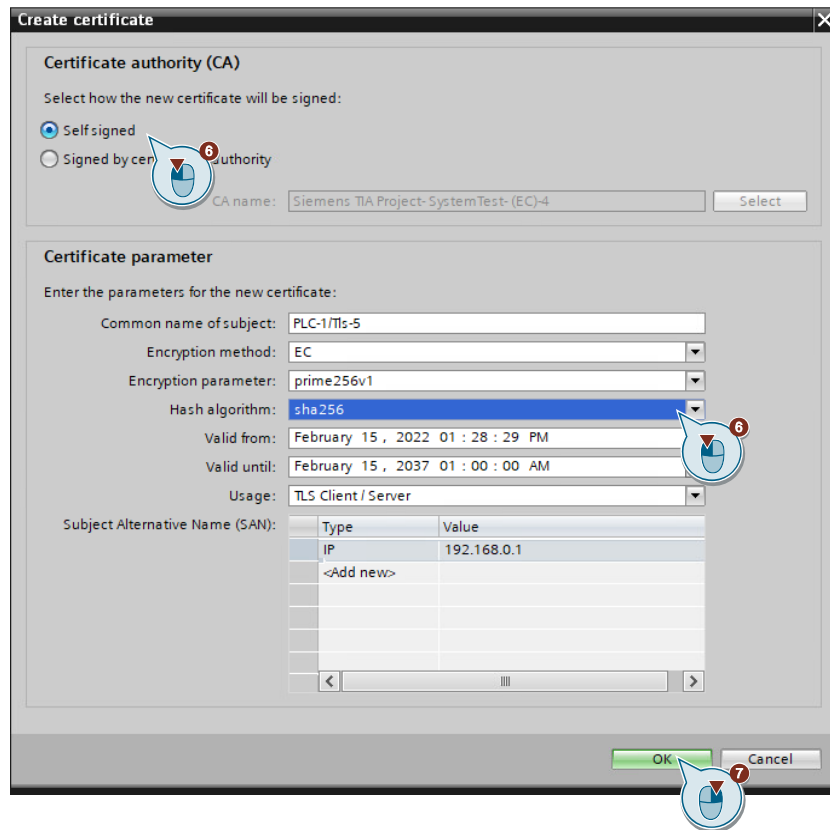 Create certificate
Certificate authority (CA)
Select how the new certificate will be signed:
Self signed
6
Signed by cer uthority
CA name: Siemens TIA Project-SystemTest-(EC)-4 Select
Certificate parameter
Enter the parameters for the new certificate:
Common name of subject: PLC-1/Tls-5
Encryption method: EC
Encryption parameter: prime256v1
Hash algorithm: sha256
6
Valid from: February 15 , 2022 01 : 28 : 29 PM
Valid until: February 15 , 2037 01 : 00 : 00 AM
Usage: TLS Client / Server
Subject Alternative Name (SAN): Type Value
IP 192.168.0.1
<Add new>
OK Cancel
7